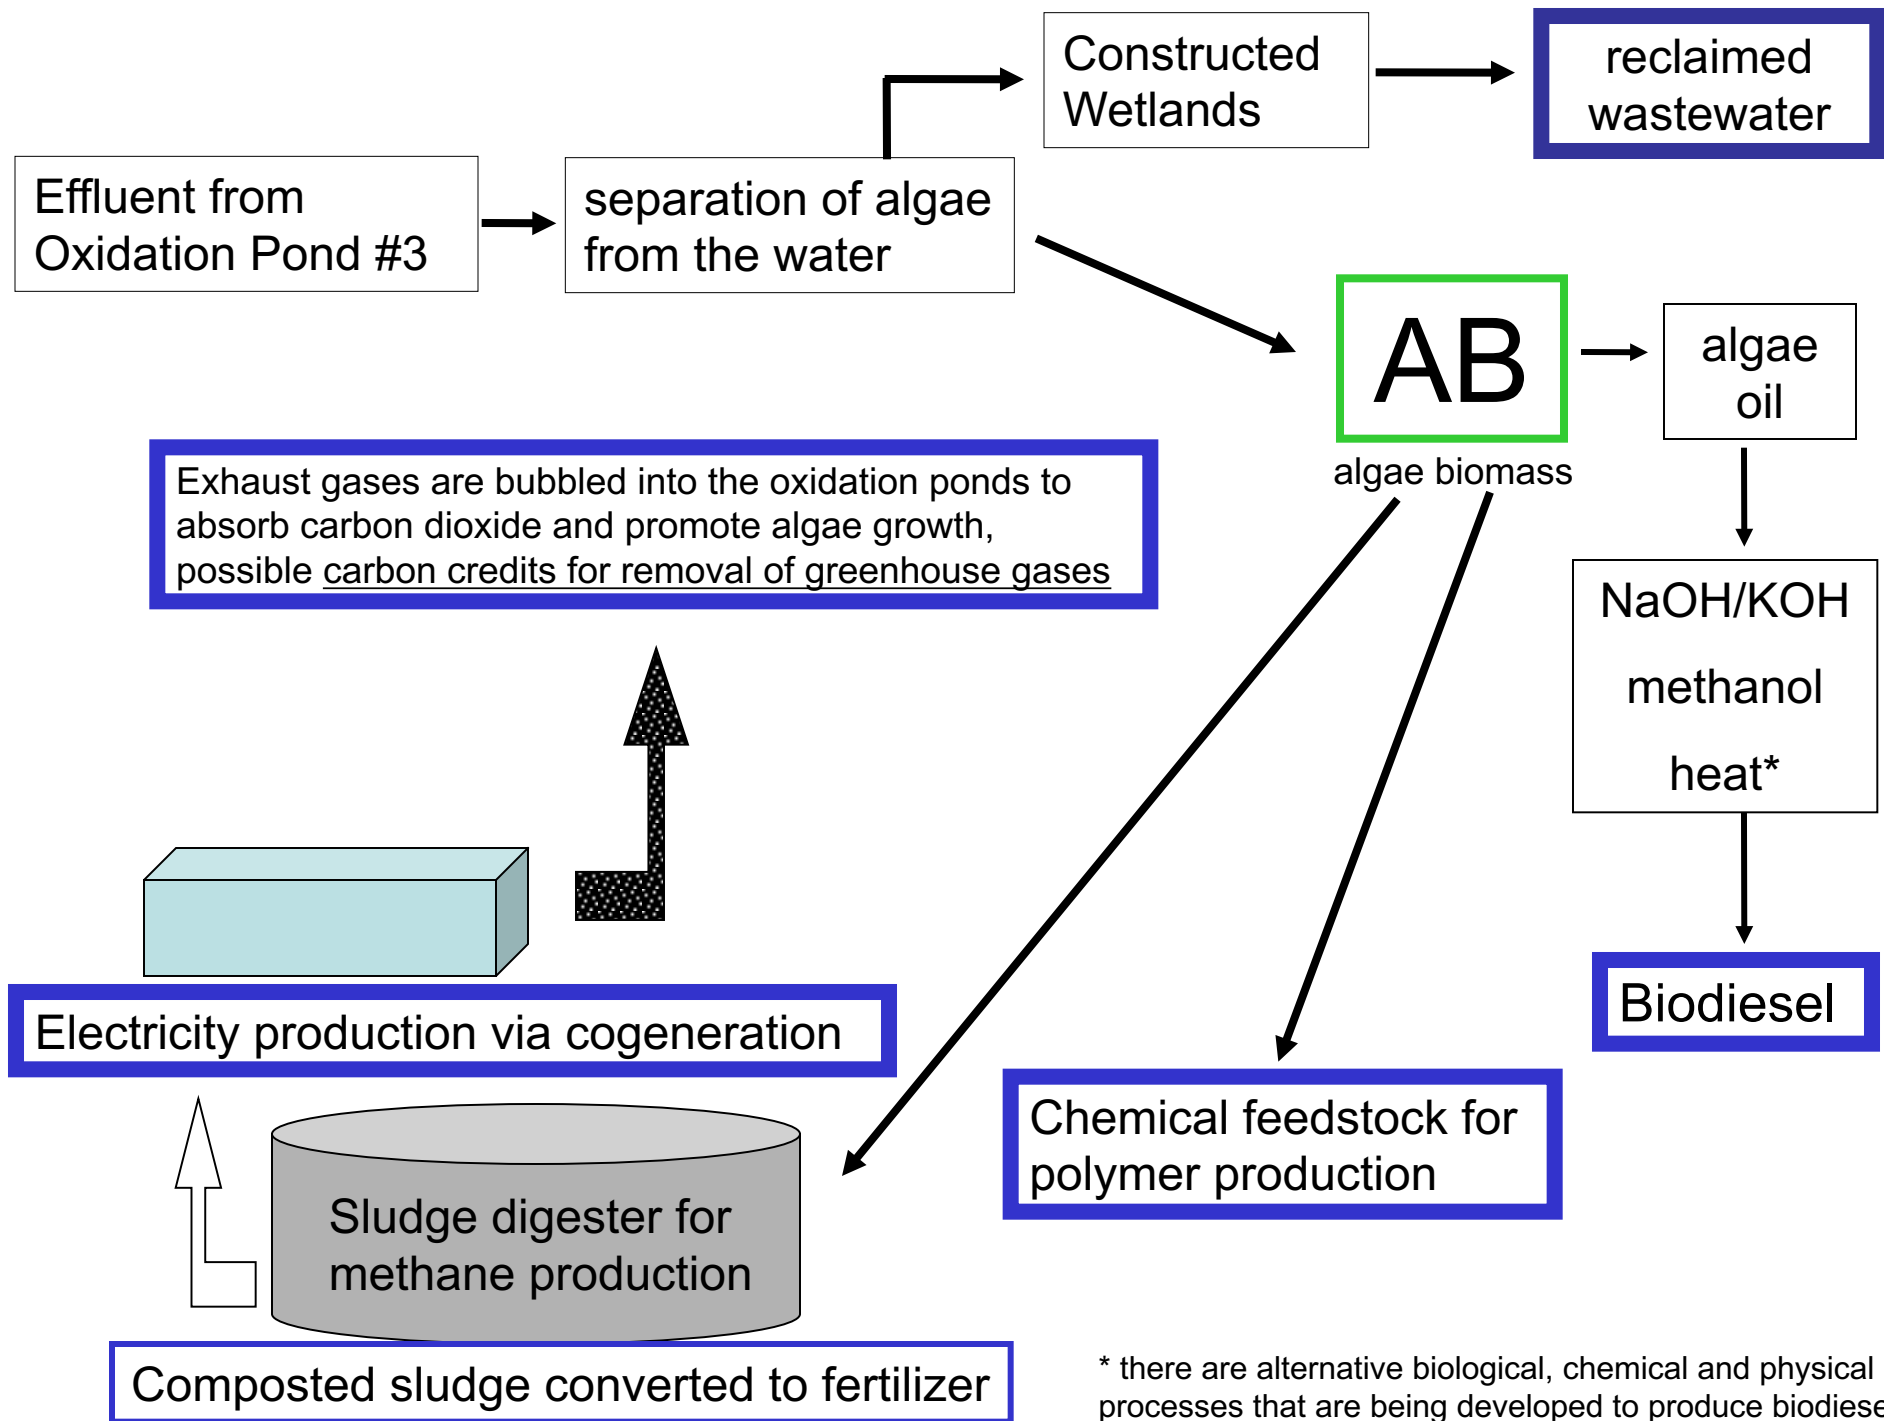 Constructed
Wetlands
reclaimed
wastewater
Effluent from
Oxidation Pond #3
separation of algae
from the water
AB
algae biomass
algae
oil
Exhaust gases are bubbled into the oxidation ponds to
absorb carbon dioxide and promote algae growth,
possible carbon credits for removal of greenhouse gases
NaOH/KOH
methanol
heat*
Biodiesel
Electricity production via cogeneration
Chemical feedstock for
polymer production
Sludge digester for
methane production
Composted sludge converted to fertilizer
* there are alternative biological, chemical and physical
processes that are being developed to produce biodiese